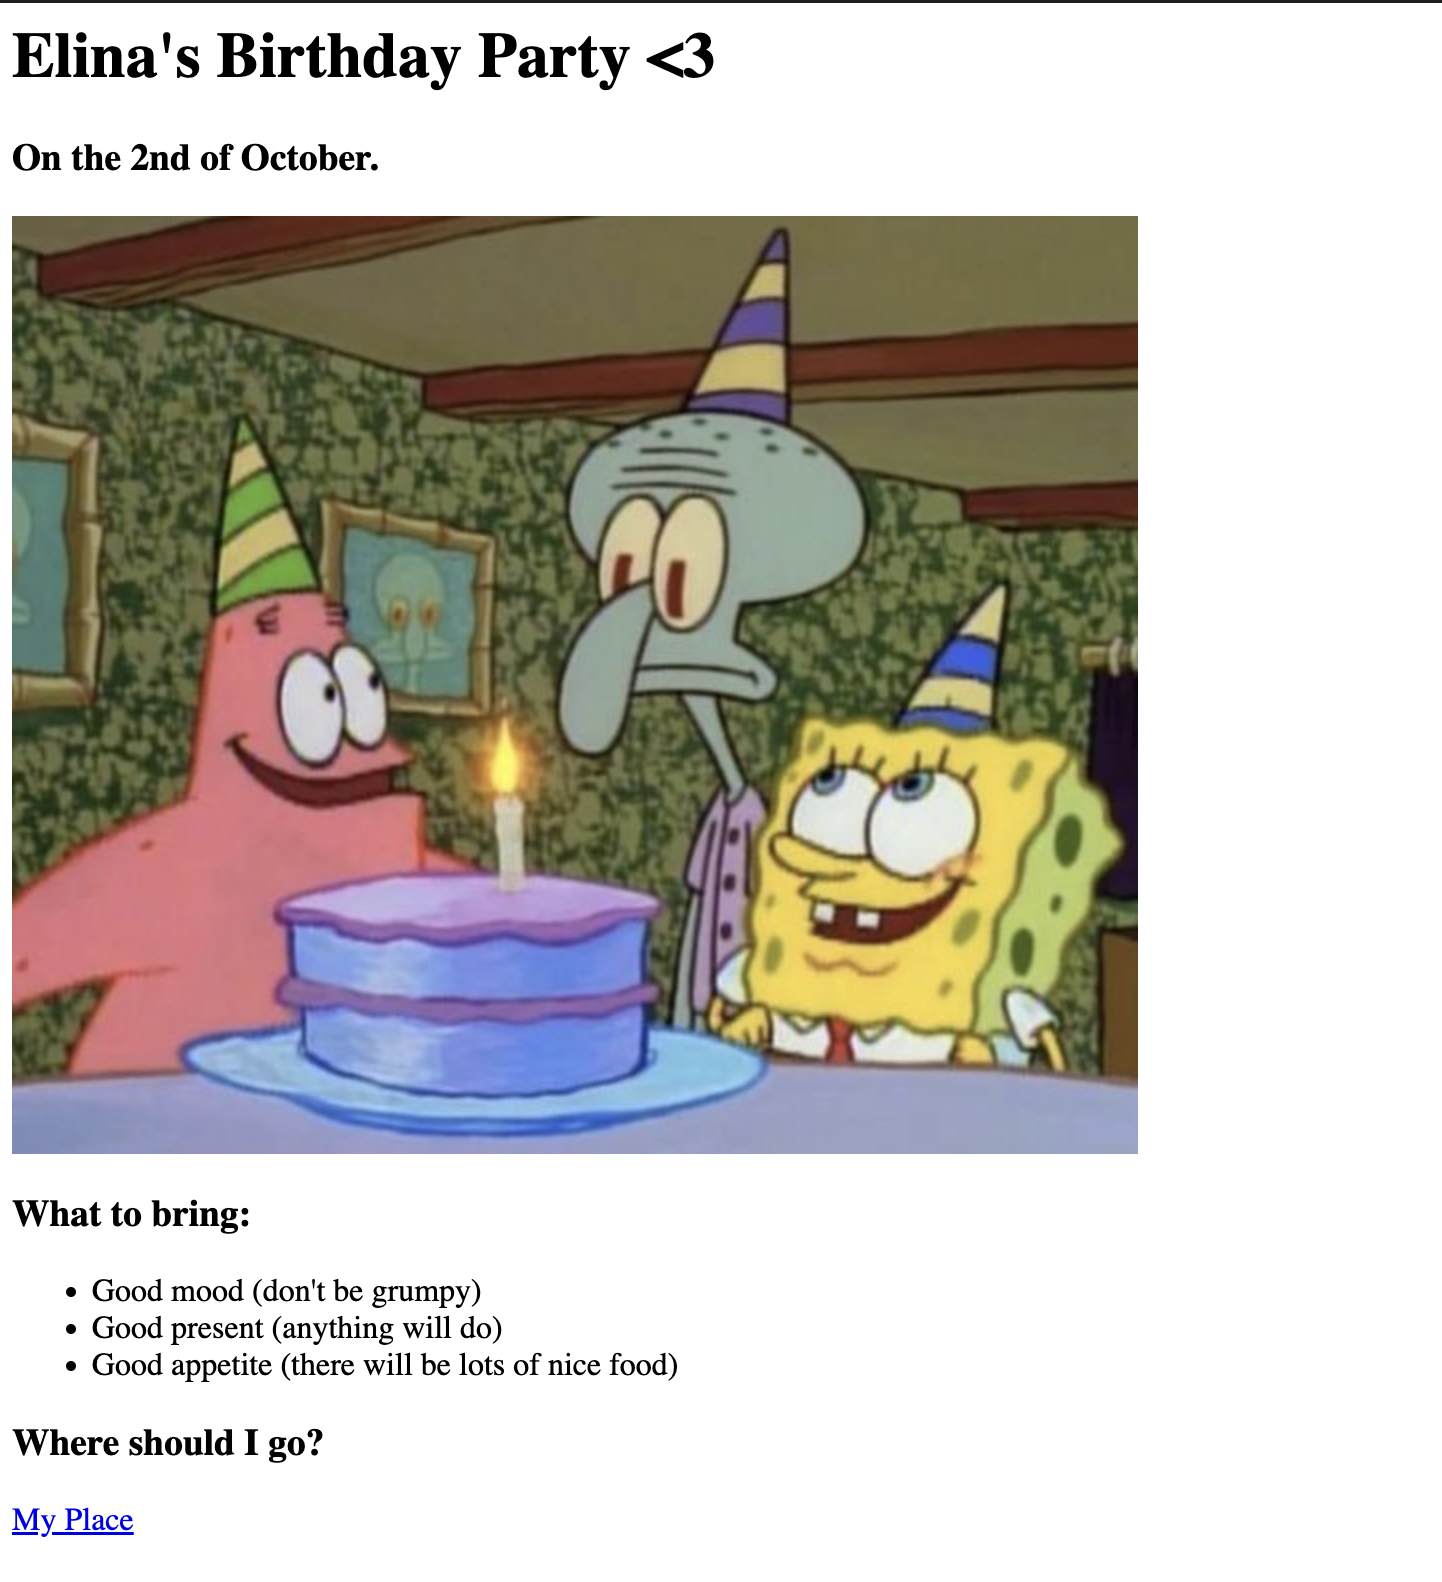 Elina's Birthday Party <3
On the 2nd of October.
What to bring:
Good mood (don't be grumpy)
Good present (anything will do)
Good appetite (there will be lots of nice food)
Where should I go?
My Place